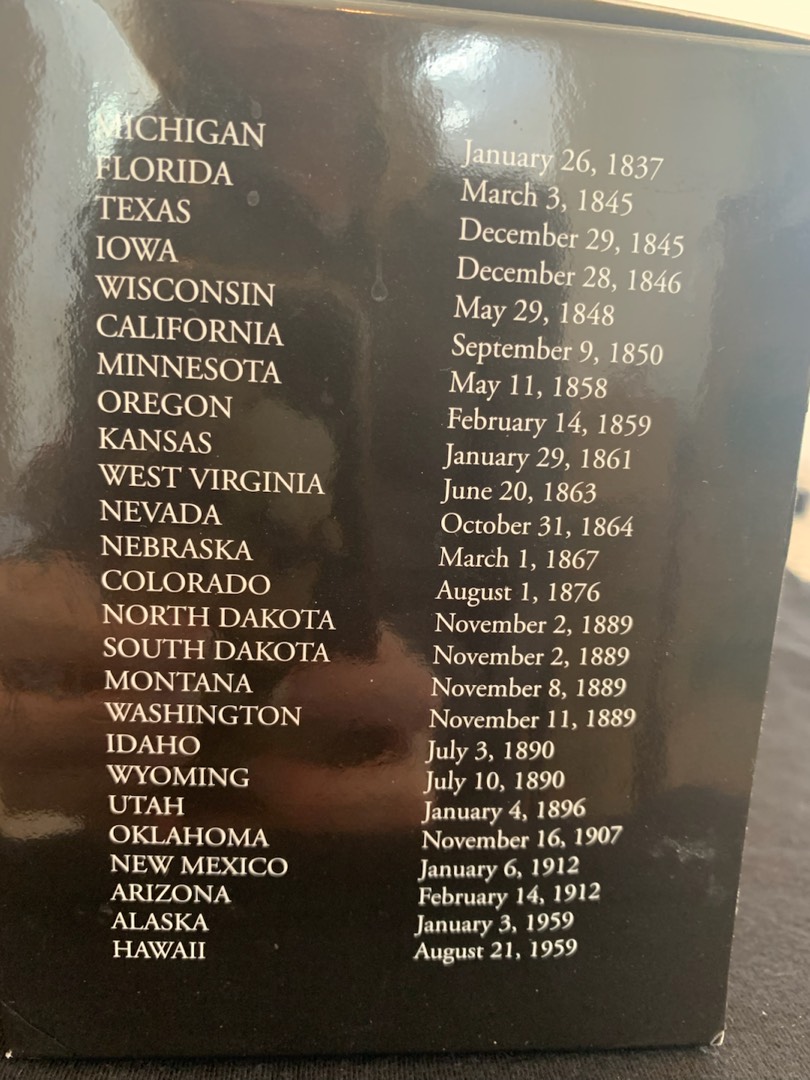 MICHIGAN January 26, 1837
FLORIDA March 3, 1845
TEXAS December 29, 1845
IOWA December 28, 1846
WISCONSIN May 29, 1848
CALIFORNIA September 9, 1850
MINNESOTA May 11, 1858
OREGON February 14, 1859
KANSAS January 29, 1861
WEST VIRGINIA June 20, 1863
NEVADA October 31, 1864
NEBRASKA March 1, 1867
COLORADO August 1, 1876
NORTH DAKOTA November 2, 1889
SOUTH DAKOTA November 2, 1889
MONTANA November 8, 1889
WASHINGTON November 11, 1889
IDAHO July 3, 1890
WYOMING July 10, 1890
UTAH January 4, 1896
OKLAHOMA November 16, 1907
NEW MEXICO January 6, 1912
ARIZONA February 14, 1912
ALASKA January 3, 1959
HAWAII August 21, 1959